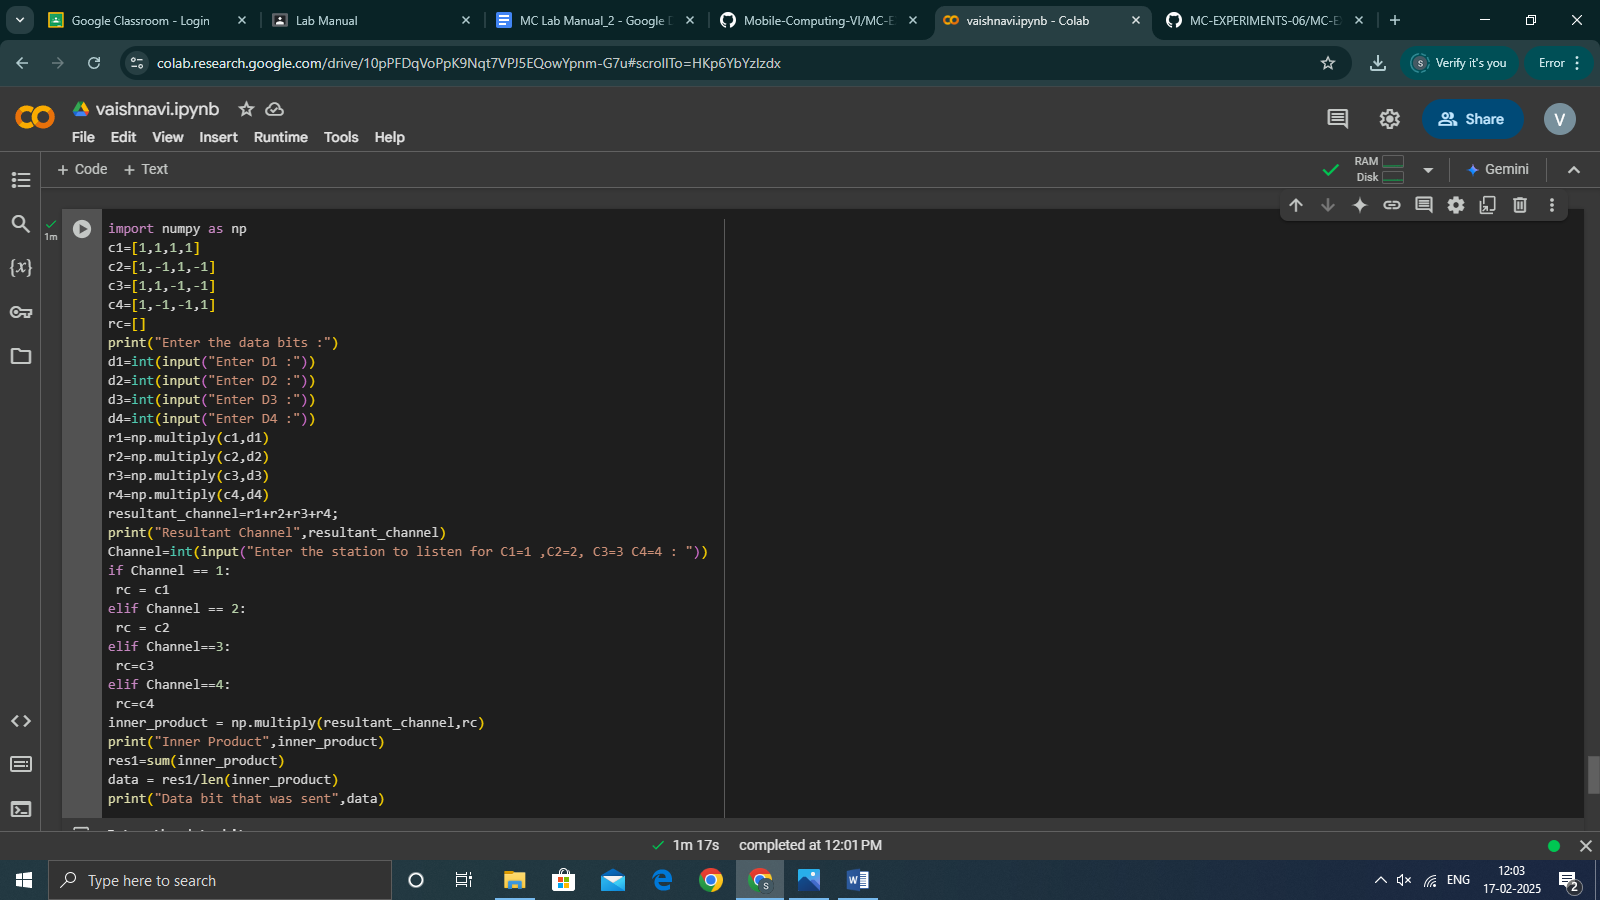 Google Classroom - Login
Lab Manual
MC Lab Manual_2 - Google D
Mobile-Computing-VI/MC-E
vaishnavi.ipynb - Colab
MC-EXPERIMENTS-06/MC-E
colab.research.google.com/drive/10pPFDqVoPpK9Nqt7VPJ5EQowYpnm-G7u#scrollTo=HKp6YbYzIzdx
S
Verify it's you
Error
vaishnavi.ipynb
Share
V
File Edit View Insert Runtime Tools Help
+ Code + Text
RAM
Disk
Gemini
1m
{x}
import numpy as np
c1=[1,1,1,1]
c2=[1,-1,1,-1]
c3=[1,1,-1,-1]
c4=[1,-1,-1,1]
rc=[]
print("Enter the data bits :")
d1=int(input("Enter D1 :"))
d2=int(input("Enter D2 :"))
d3=int(input("Enter D3 :"))
d4=int(input("Enter D4 :"))
r1=np.multiply(c1,d1)
r2=np.multiply(c2,d2)
r3=np.multiply(c3,d3)
r4=np.multiply(c4,d4)
resultant_channel=r1+r2+r3+r4;
print("Resultant Channel",resultant_channel)
Channel=int(input("Enter the station to listen for C1=1 ,C2=2, C3=3 C4=4 : "))
if Channel == 1:
 rc = c1
elif Channel == 2:
 rc = c2
elif Channel==3:
 rc=c3
elif Channel==4:
 rc=c4
inner_product = np.multiply(resultant_channel,rc)
print("Inner Product",inner_product)
res1=sum(inner_product)
data = res1/len(inner_product)
print("Data bit that was sent",data)
1m 17s completed at 12:01 PM
Type here to search
S
ENG
12:03
17-02-2025
2